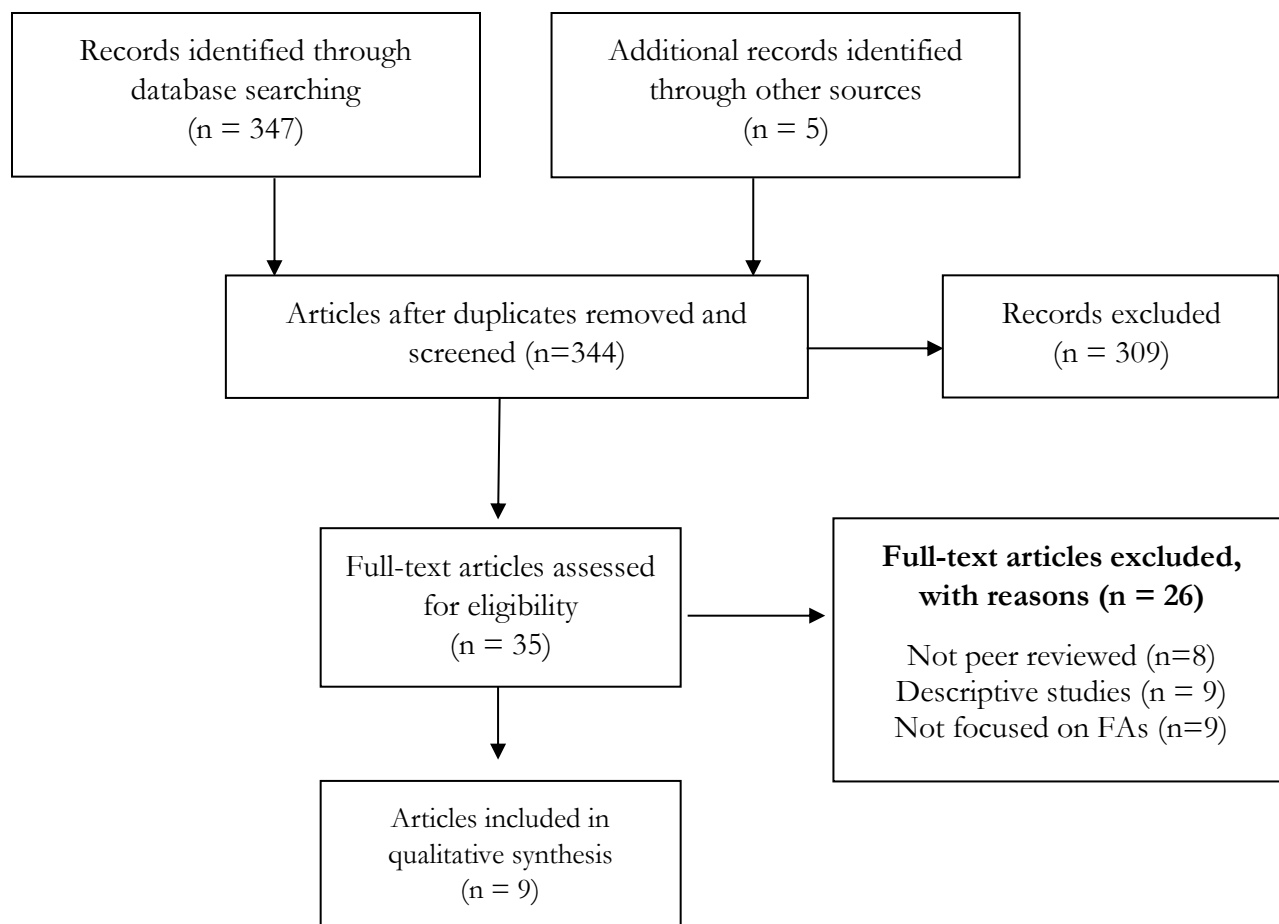 Records identified through
database searching
(n = 347)
Additional records identified
through other sources
(n = 5)
Articles after duplicates removed and
screened (n=344)
Records excluded
(n = 309)
Full-text articles assessed
for eligibility
(n = 35)
Full-text articles excluded,
with reasons (n = 26)
Not peer reviewed (n=8)
Descriptive studies (n = 9)
Not focused on FAs (n=9)
Articles included in
qualitative synthesis
(n = 9)